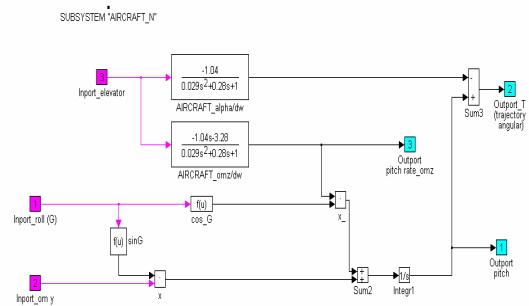 SUBSYSTEM "AIRCRAFT_N"
-1.04
0.029s²+0.28s+1
AIRCRAFT_alpha/dw
3
Inport_elevator
-
+
Sum3
2
Outport_T
(trajectory
angular)
-1.04s-3.28
0.029s²+0.28s+1
AIRCRAFT_omz/dw
3
Outport
pitch rate_omz
1
Inport_roll (G)
f(u)
cos_G
x_
f(u)
sinG
2
Inport_om y
x
+
+
Sum2
1/s
Integr1
1
Outport
pitch